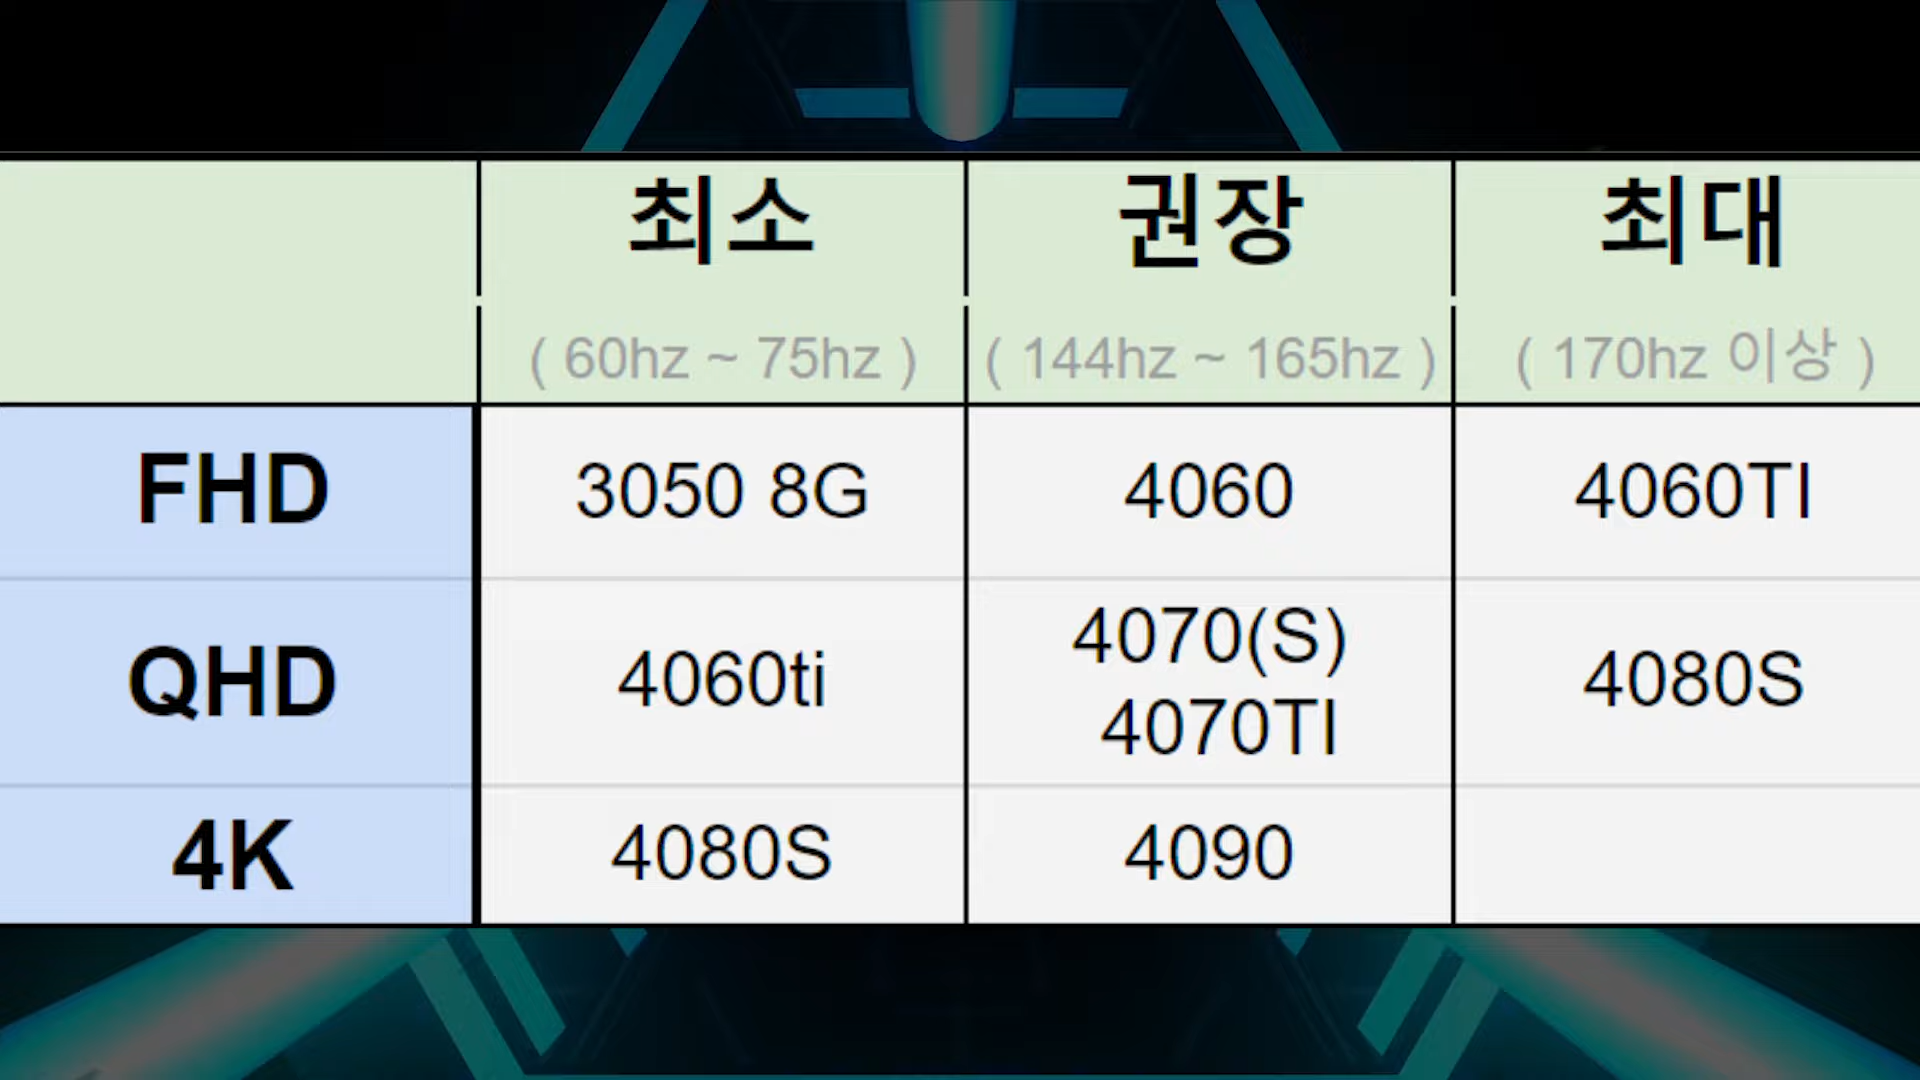 최소 권장 최대
( 60hz ~ 75hz ) ( 144hz ~ 165hz ) ( 170hz 이상 )
FHD 3050 8G 4060 4060TI
QHD 4060ti 4070(S) 4080S
4070TI
4K 4080S 4090